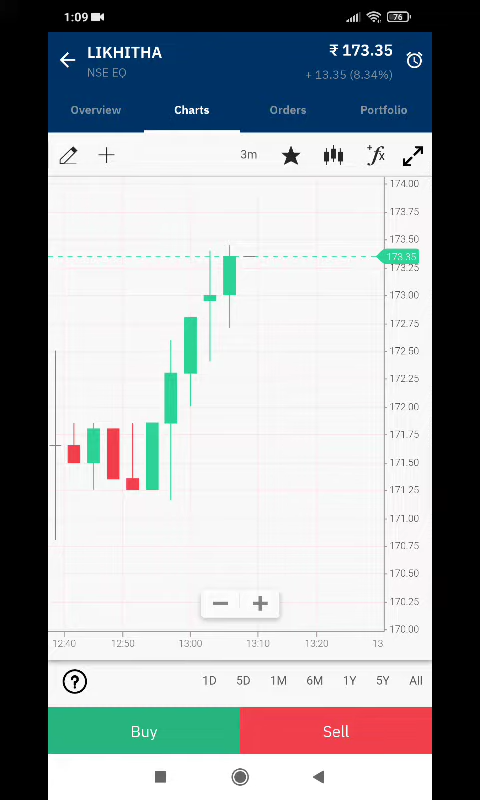 1:09
76
LIKHITHA
₹ 173.35
NSE EQ
+ 13.35 (8.34%)
Overview
Charts
Orders
Portfolio
3m
+fx
174.00
173.75
173.50
173.35
173.25
173.00
172.75
172.50
172.25
172.00
171.75
171.50
171.25
171.00
170.75
170.50
170.25
170.00
12:40 12:50 13:00 13:10 13:20 13
? 1D 5D 1M 6M 1Y 5Y All
Buy
Sell